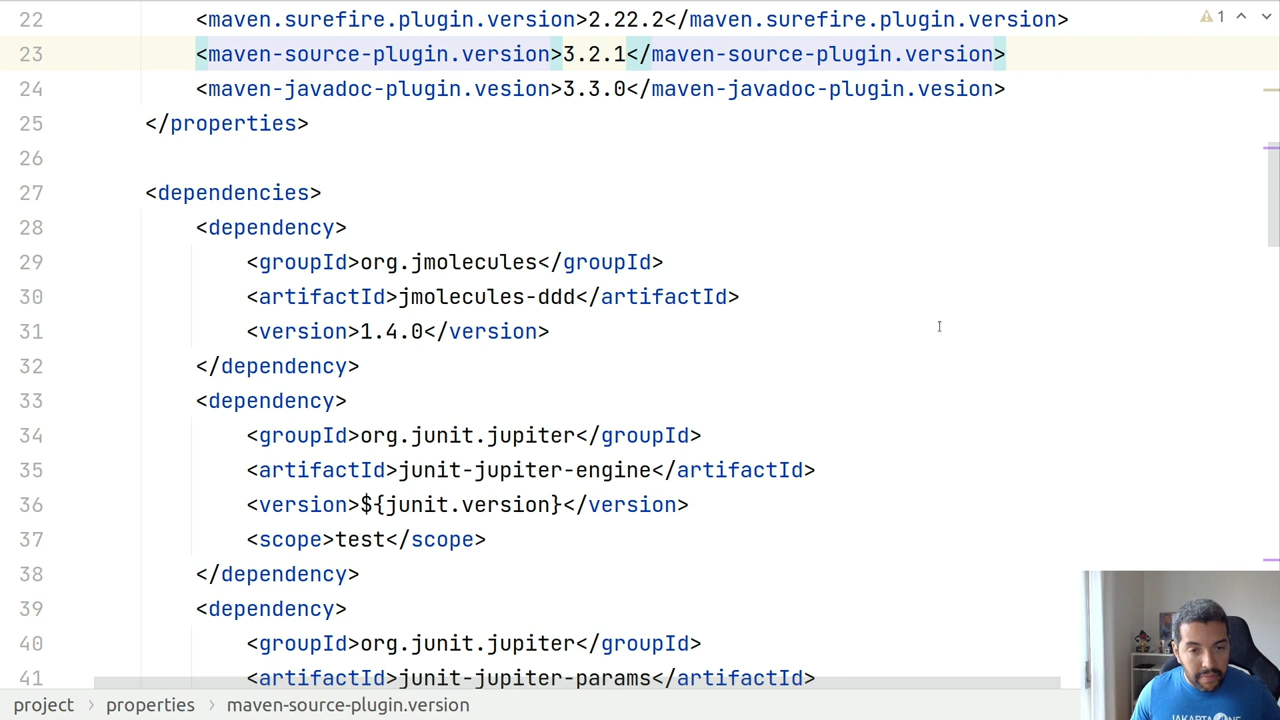 22 <maven.surefire.plugin.version>2.22.2</maven.surefire.plugin.version>
1
23 <maven-source-plugin.version>3.2.1</maven-source-plugin.version>
24 <maven-javadoc-plugin.vesion>3.3.0</maven-javadoc-plugin.vesion>
25 </properties>
26
27 <dependencies>
28 <dependency>
29 <groupId>org.jmolecules</groupId>
30 <artifactId>jmolecules-ddd</artifactId>
31 <version>1.4.0</version>
32 </dependency>
33 <dependency>
34 <groupId>org.junit.jupiter</groupId>
35 <artifactId>junit-jupiter-engine</artifactId>
36 <version>${junit.version}</version>
37 <scope>test</scope>
38 </dependency>
39 <dependency>
40 <groupId>org.junit.jupiter</groupId>
41 <artifactId>junit-jupiter-params</artifactId>
project > properties > maven-source-plugin.version